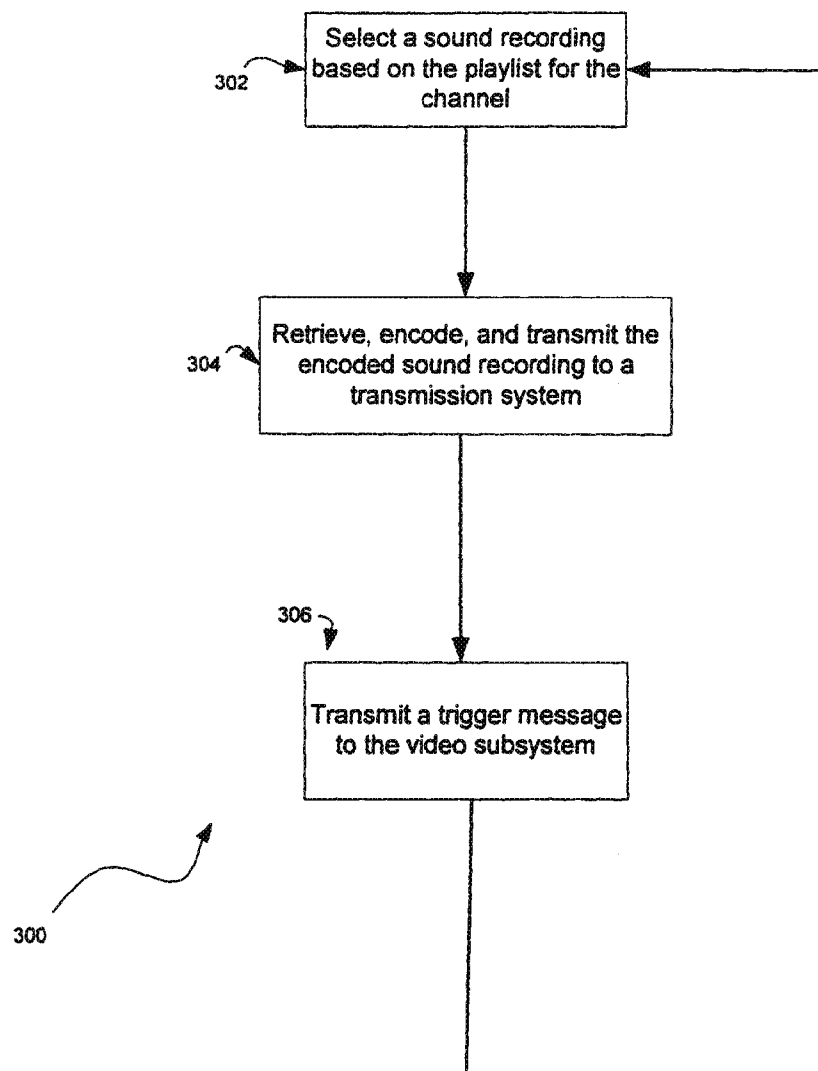 Select a sound recording
based on the playlist for the
channel
302
Retrieve, encode, and transmit the
encoded sound recording to a
transmission system
304
306
Transmit a trigger message
to the video subsystem
300